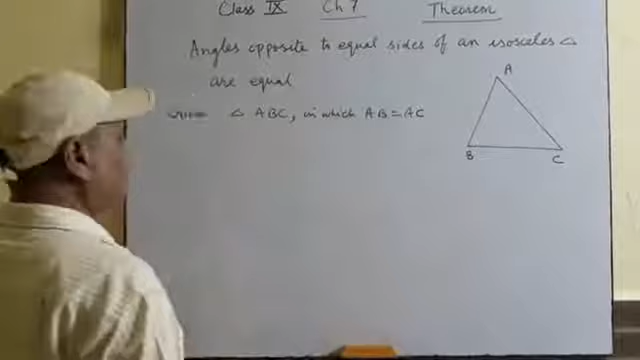 Class IX Ch 7 Theorem
Angles opposite to equal sides of an isosceles △
are equal
△ ABC, in which AB = AC
A
B
C